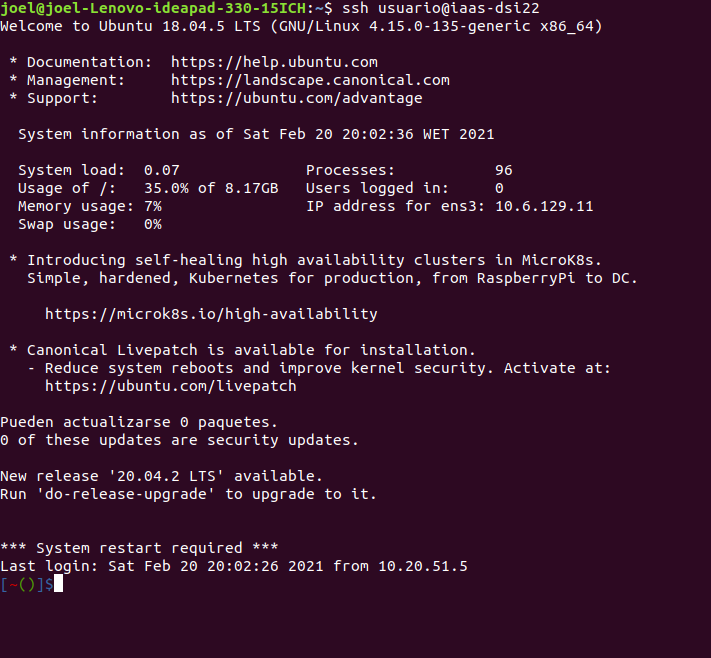 joel@joel-Lenovo-ideapad-330-15ICH:~$ ssh usuario@iaas-dsi22
Welcome to Ubuntu 18.04.5 LTS (GNU/Linux 4.15.0-135-generic x86_64)
* Documentation:  https://help.ubuntu.com
* Management:     https://landscape.canonical.com
* Support:        https://ubuntu.com/advantage
System information as of Sat Feb 20 20:02:36 WET 2021
System load:  0.07              Processes:           96
Usage of /:   35.0% of 8.17GB   Users logged in:     0
Memory usage: 7%                IP address for ens3: 10.6.129.11
Swap usage:   0%
* Introducing self-healing high availability clusters in MicroK8s.
Simple, hardened, Kubernetes for production, from RaspberryPi to DC.
https://microk8s.io/high-availability
* Canonical Livepatch is available for installation.
- Reduce system reboots and improve kernel security. Activate at:
https://ubuntu.com/livepatch
Pueden actualizarse 0 paquetes.
0 of these updates are security updates.
New release '20.04.2 LTS' available.
Run 'do-release-upgrade' to upgrade to it.
*** System restart required ***
Last login: Sat Feb 20 20:02:26 2021 from 10.20.51.5
[~()]$